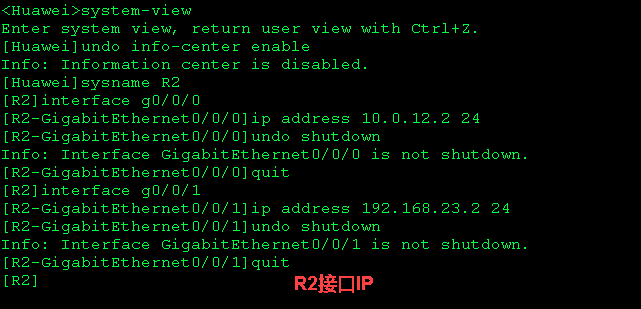 <Huawei>system-view
Enter system view, return user view with Ctrl+Z.
[Huawei]undo info-center enable
Info: Information center is disabled.
[Huawei]sysname R2
[R2]interface g0/0/0
[R2-GigabitEthernet0/0/0]ip address 10.0.12.2 24
[R2-GigabitEthernet0/0/0]undo shutdown
Info: Interface GigabitEthernet0/0/0 is not shutdown.
[R2-GigabitEthernet0/0/0]quit
[R2]interface g0/0/1
[R2-GigabitEthernet0/0/1]ip address 192.168.23.2 24
[R2-GigabitEthernet0/0/1]undo shutdown
Info: Interface GigabitEthernet0/0/1 is not shutdown.
[R2-GigabitEthernet0/0/1]quit
[R2]
R2接口IP